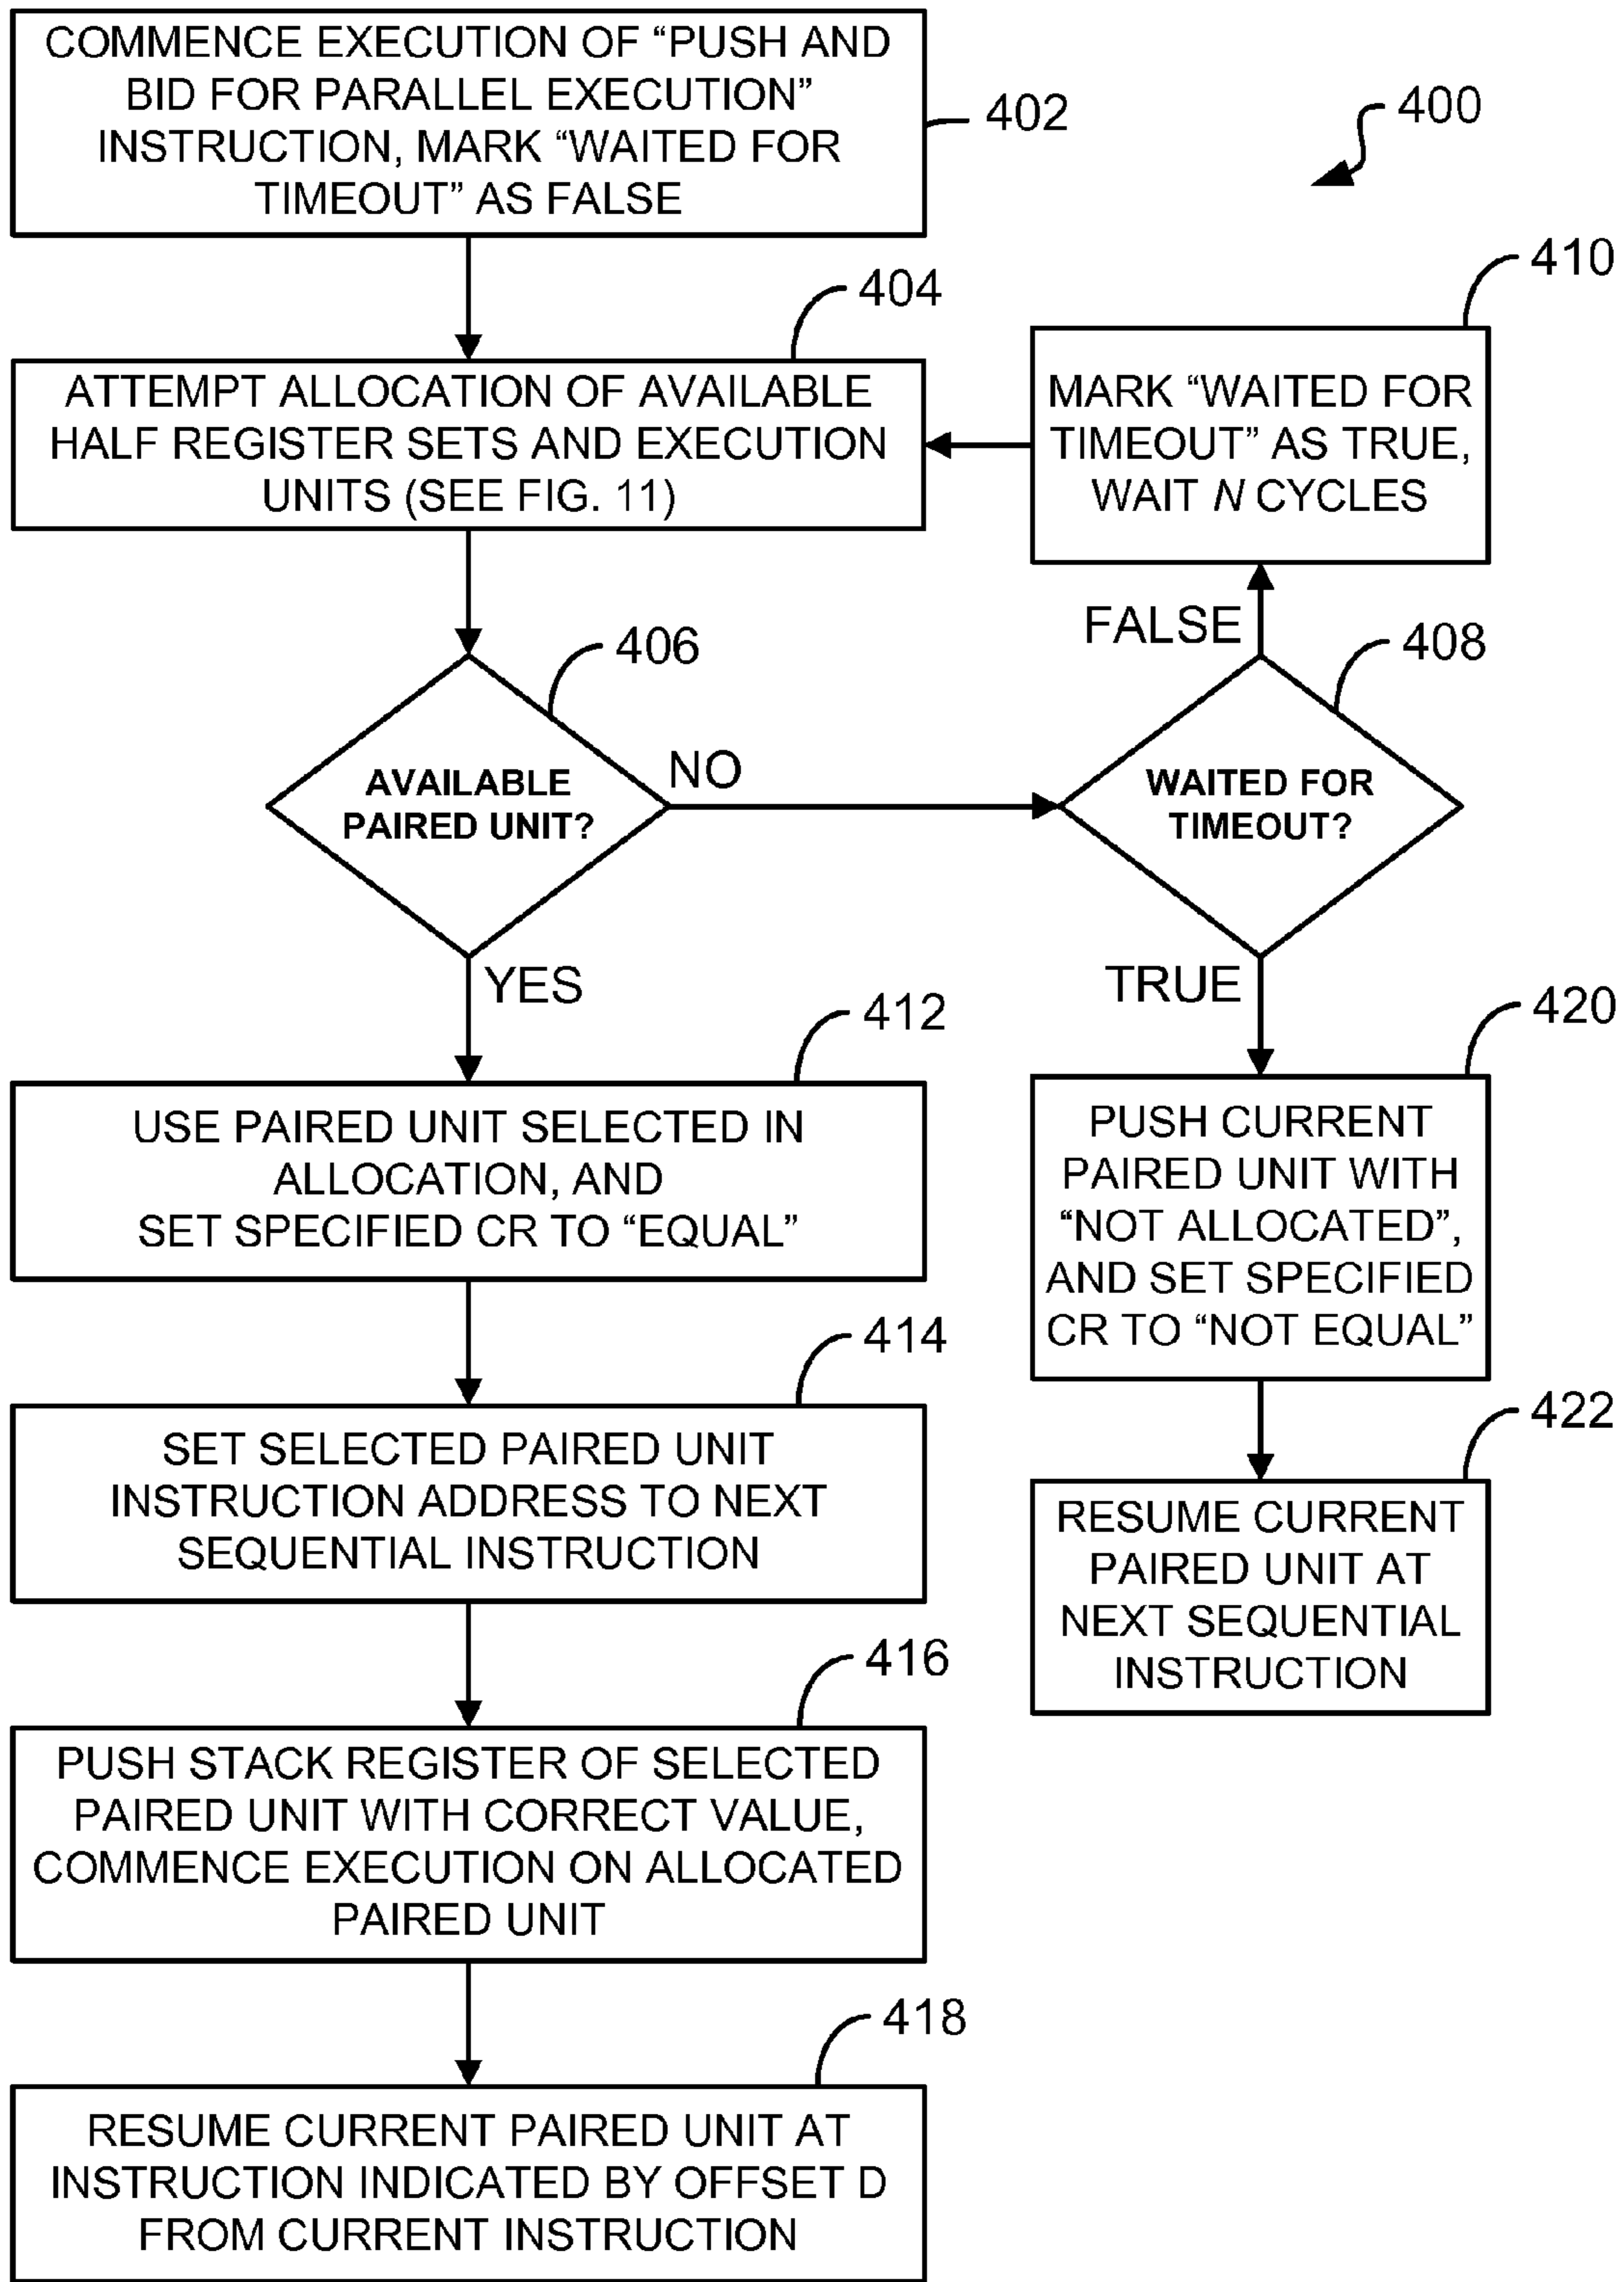 COMMENCE EXECUTION OF “PUSH AND
BID FOR PARALLEL EXECUTION”
INSTRUCTION, MARK “WAITED FOR
TIMEOUT” AS FALSE
402
400
404
ATTEMPT ALLOCATION OF AVAILABLE
HALF REGISTER SETS AND EXECUTION
UNITS (SEE FIG. 11)
410
MARK “WAITED FOR
TIMEOUT” AS TRUE,
WAIT N CYCLES
FALSE
406
AVAILABLE
PAIRED UNIT?
NO
408
WAITED FOR
TIMEOUT?
YES
TRUE
412
USE PAIRED UNIT SELECTED IN
ALLOCATION, AND
SET SPECIFIED CR TO “EQUAL”
420
PUSH CURRENT
PAIRED UNIT WITH
“NOT ALLOCATED”,
AND SET SPECIFIED
CR TO “NOT EQUAL”
414
SET SELECTED PAIRED UNIT
INSTRUCTION ADDRESS TO NEXT
SEQUENTIAL INSTRUCTION
422
RESUME CURRENT
PAIRED UNIT AT
NEXT SEQUENTIAL
INSTRUCTION
416
PUSH STACK REGISTER OF SELECTED
PAIRED UNIT WITH CORRECT VALUE,
COMMENCE EXECUTION ON ALLOCATED
PAIRED UNIT
418
RESUME CURRENT PAIRED UNIT AT
INSTRUCTION INDICATED BY OFFSET D
FROM CURRENT INSTRUCTION